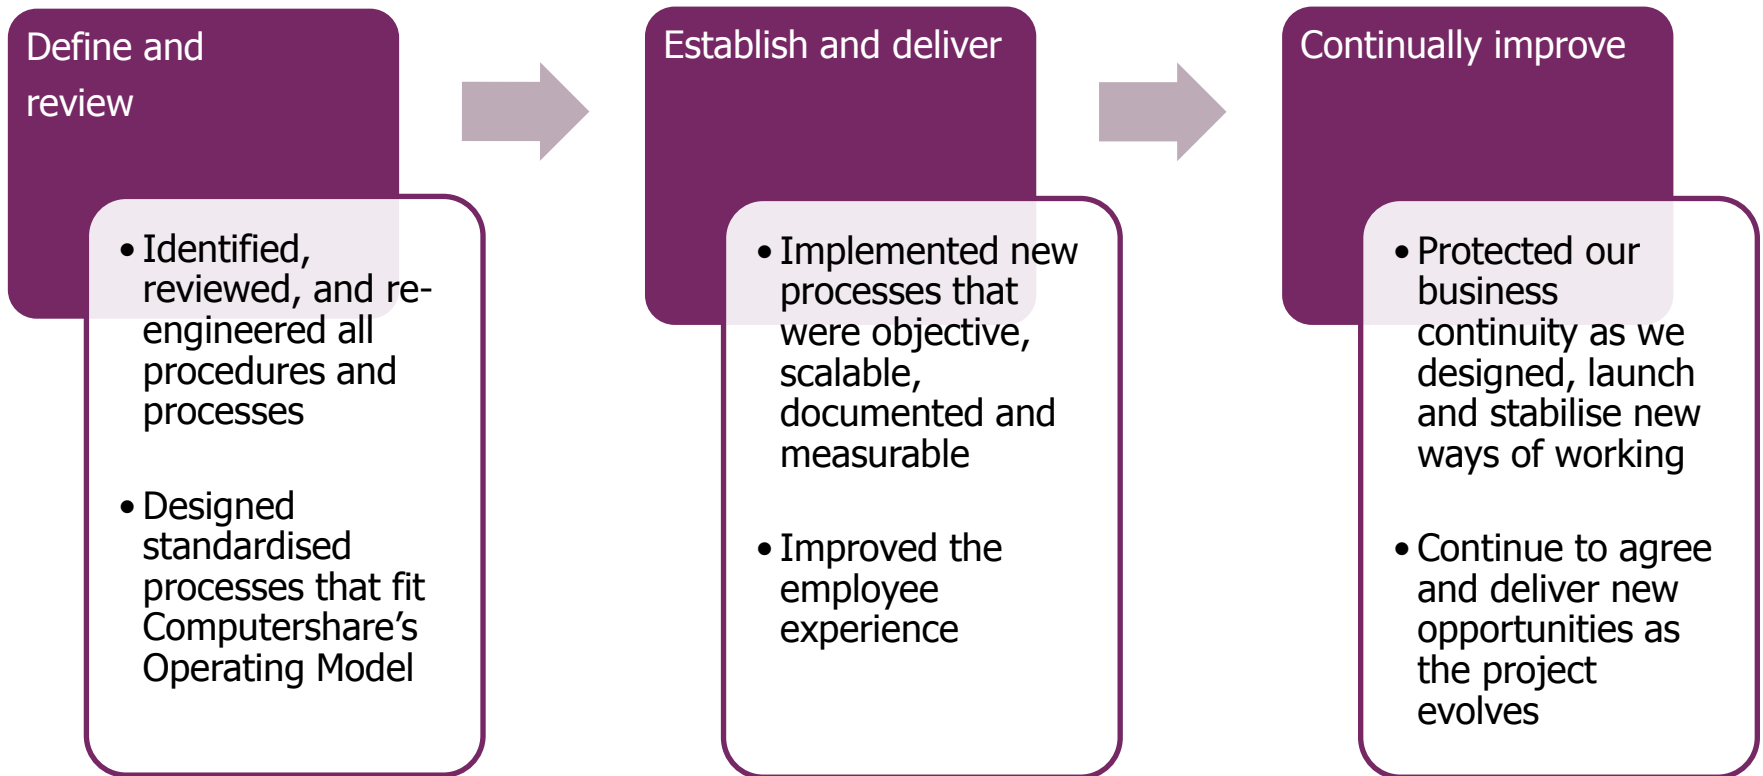 Define and
review
• Identified,
reviewed, and re-
engineered all
procedures and
processes
• Designed
standardised
processes that fit
Computershare’s
Operating Model
Establish and deliver
• Implemented new
processes that
were objective,
scalable,
documented and
measurable
• Improved the
employee
experience
Continually improve
• Protected our
business
continuity as we
designed, launch
and stabilise new
ways of working
• Continue to agree
and deliver new
opportunities as
the project
evolves